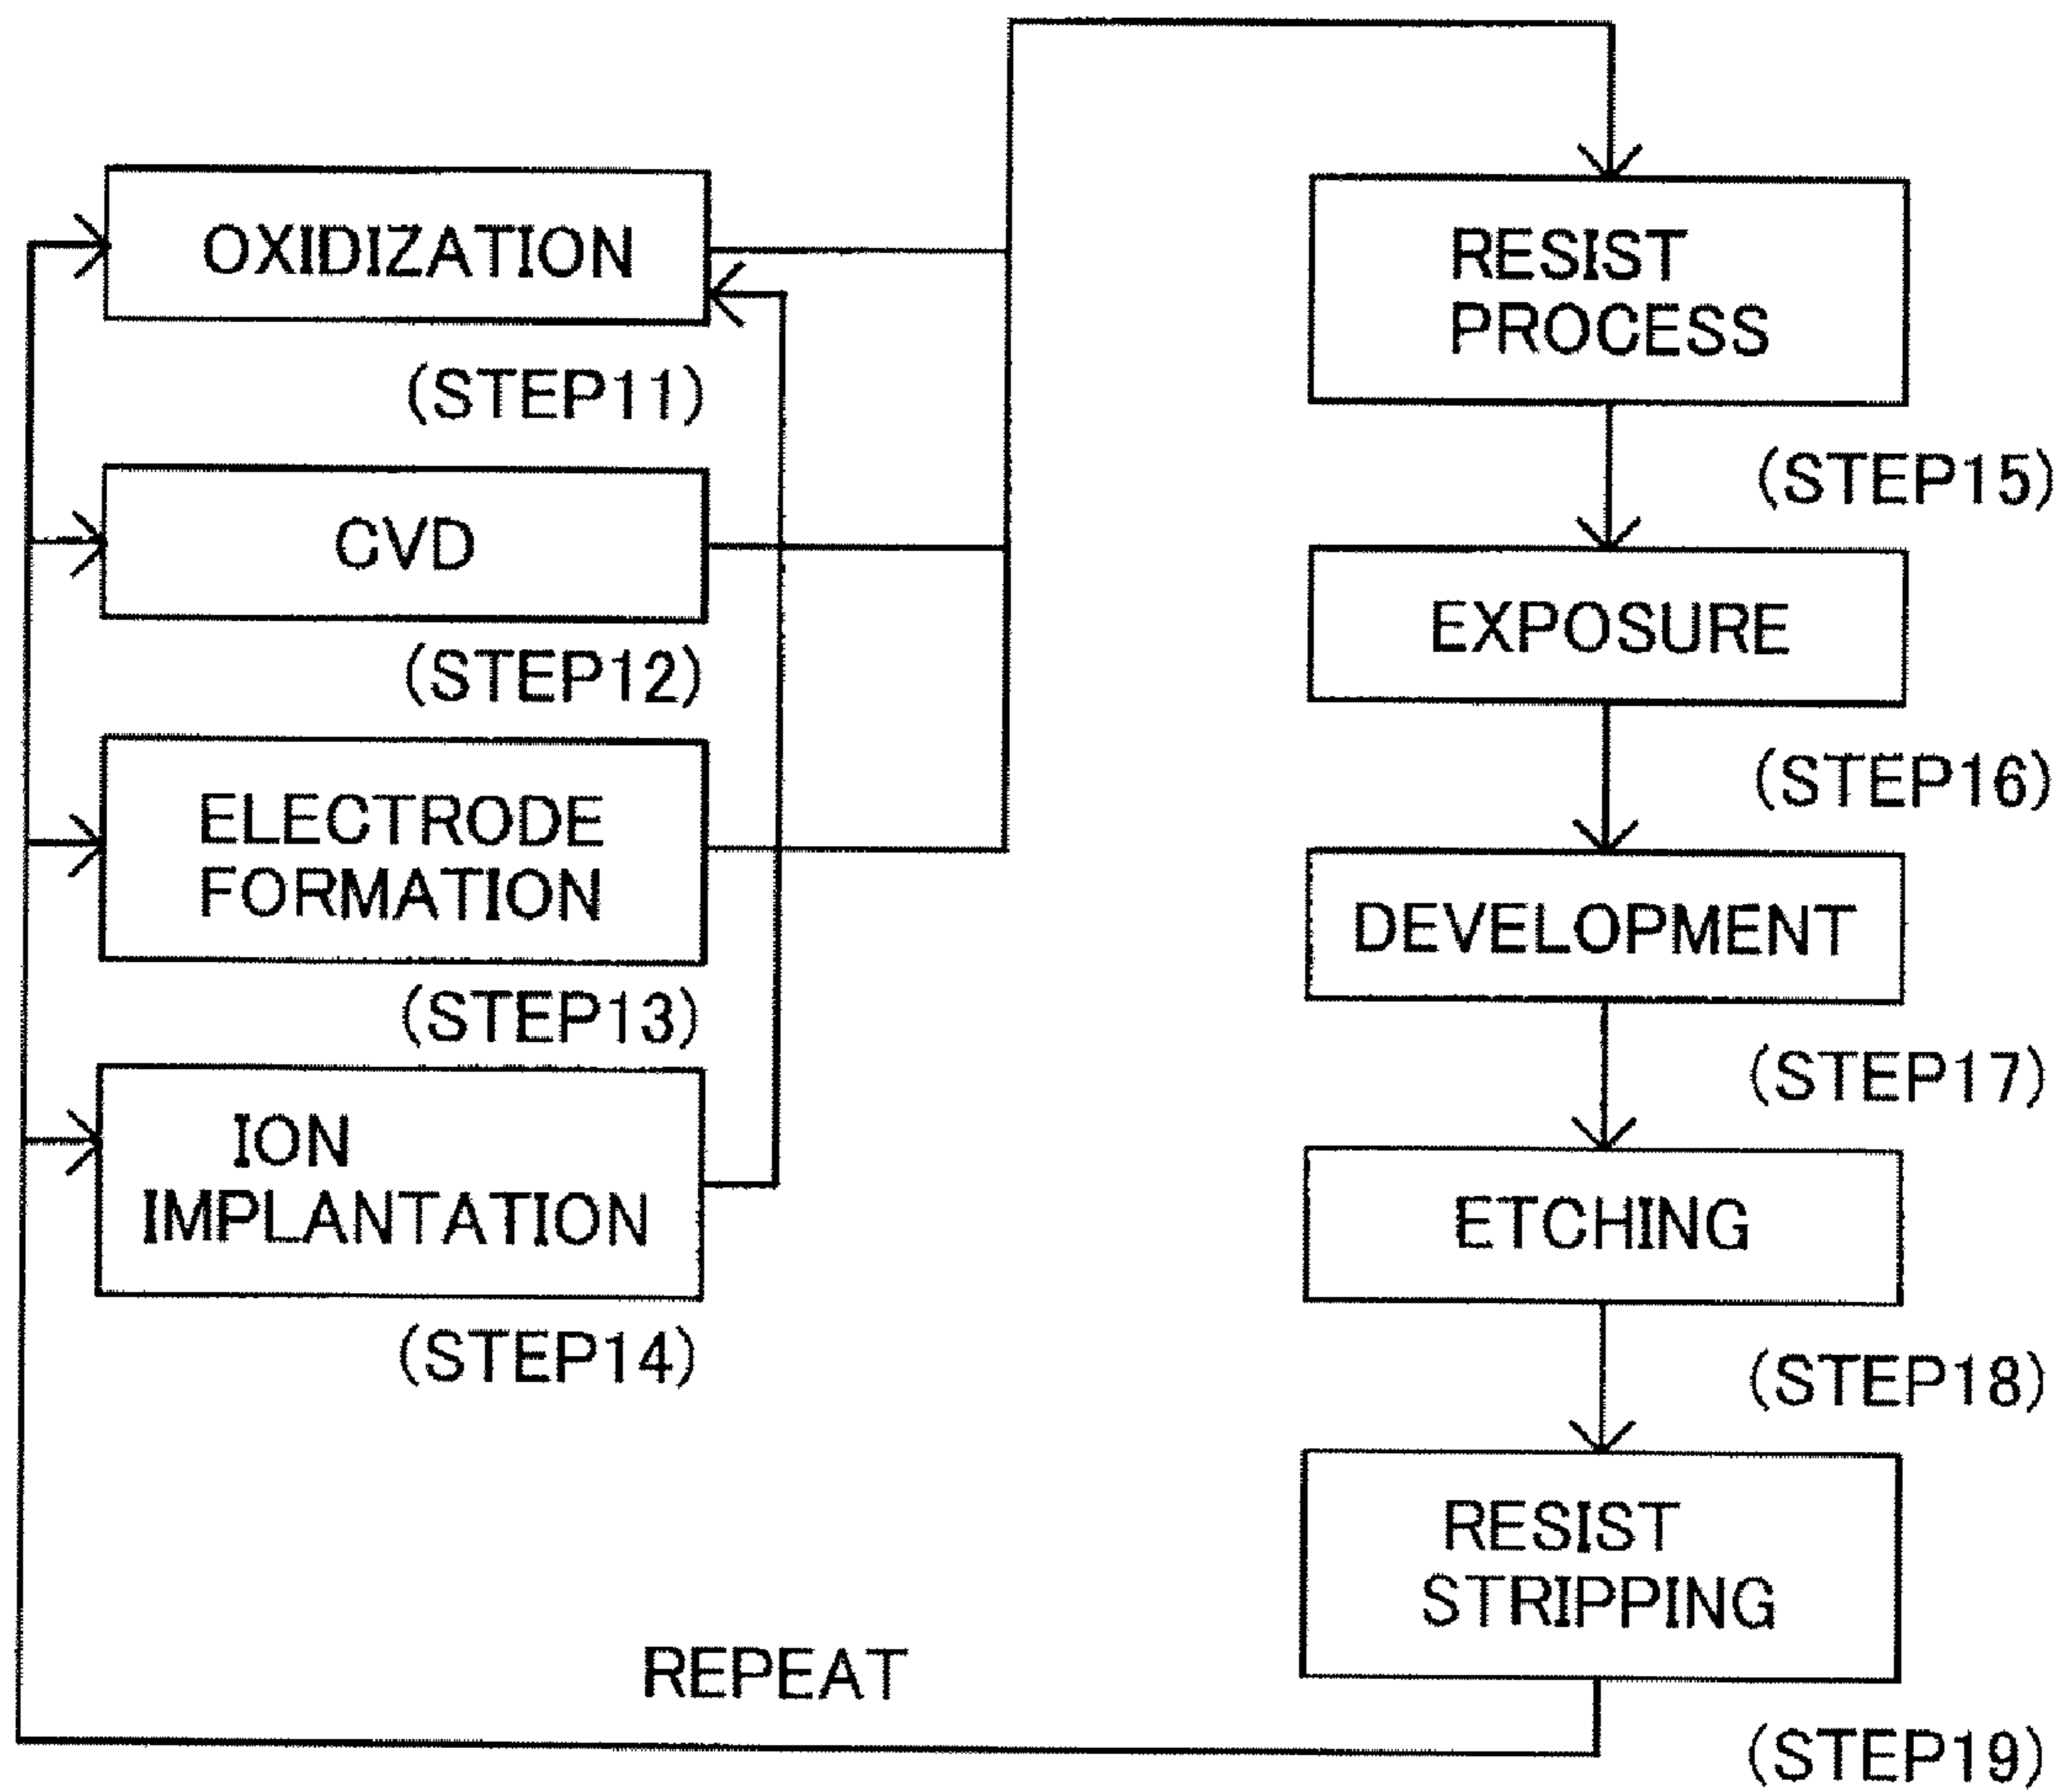 OXIDIZATION
(STEP11)
CVD
(STEP12)
ELECTRODE
FORMATION
(STEP13)
ION
IMPLANTATION
(STEP14)
RESIST
PROCESS
(STEP15)
EXPOSURE
(STEP16)
DEVELOPMENT
(STEP17)
ETCHING
(STEP18)
RESIST
STRIPPING
(STEP19)
REPEAT